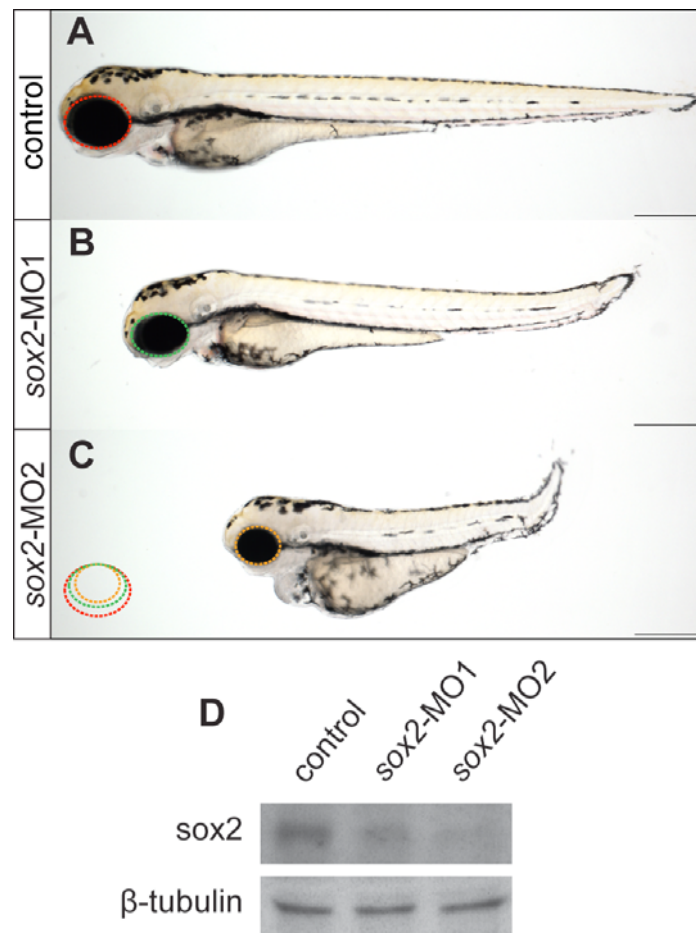 A
control
B
sox2-MO1
C
sox2-MO2
D
control
sox2-MO1
sox2-MO2
sox2
β-tubulin